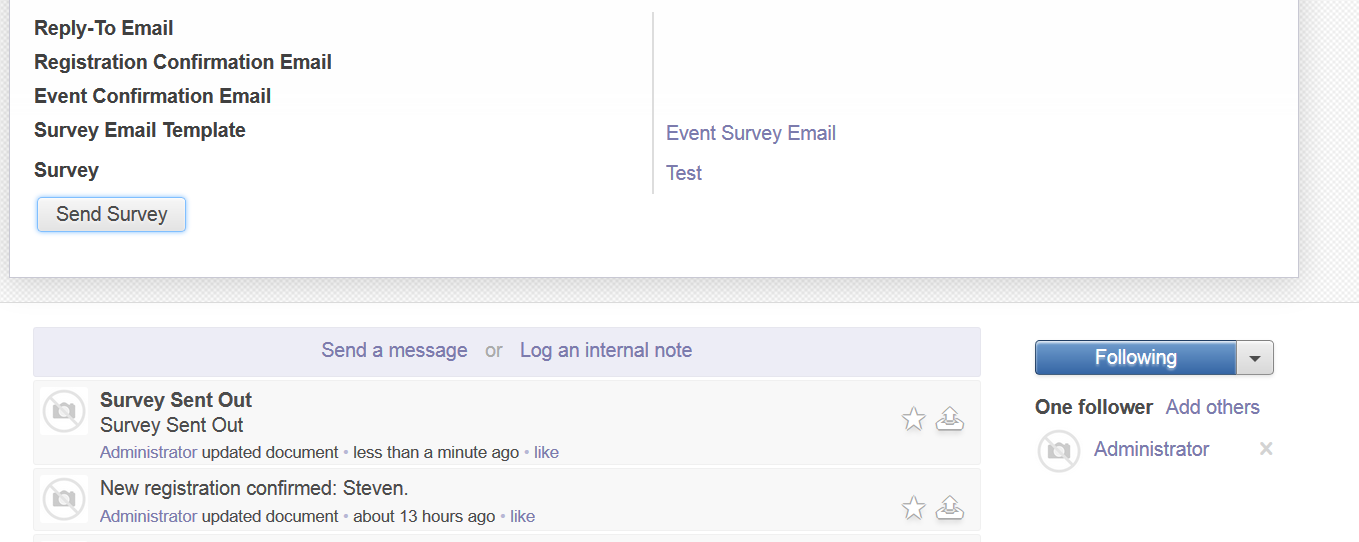 Reply-To Email
Registration Confirmation Email
Event Confirmation Email
Survey Email Template
Event Survey Email
Survey
Test
Send Survey
Send a message or Log an internal note
Following
Survey Sent Out
Survey Sent Out
Administrator updated document • less than a minute ago • like
One follower Add others
Administrator ×
New registration confirmed: Steven.
Administrator updated document • about 13 hours ago • like